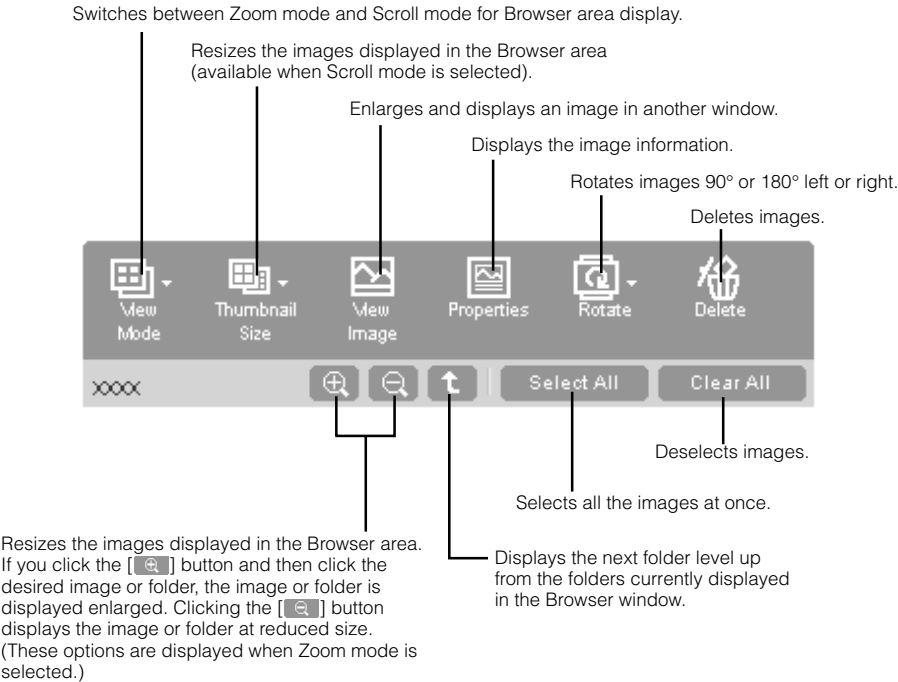 Switches between Zoom mode and Scroll mode for Browser area display.
Resizes the images displayed in the Browser area
(available when Scroll mode is selected).
Enlarges and displays an image in another window.
Displays the image information.
Rotates images 90° or 180° left or right.
Deletes images.
View
Mode
Thumbnail
Size
View
Image
Properties
Rotate
Delete
xxxx
Select All
Clear All
Deselects images.
Selects all the images at once.
Resizes the images displayed in the Browser area.
If you click the [ ] button and then click the
desired image or folder, the image or folder is
displayed enlarged. Clicking the [ ] button
displays the image or folder at reduced size.
(These options are displayed when Zoom mode is
selected.)
Displays the next folder level up
from the folders currently displayed
in the Browser window.